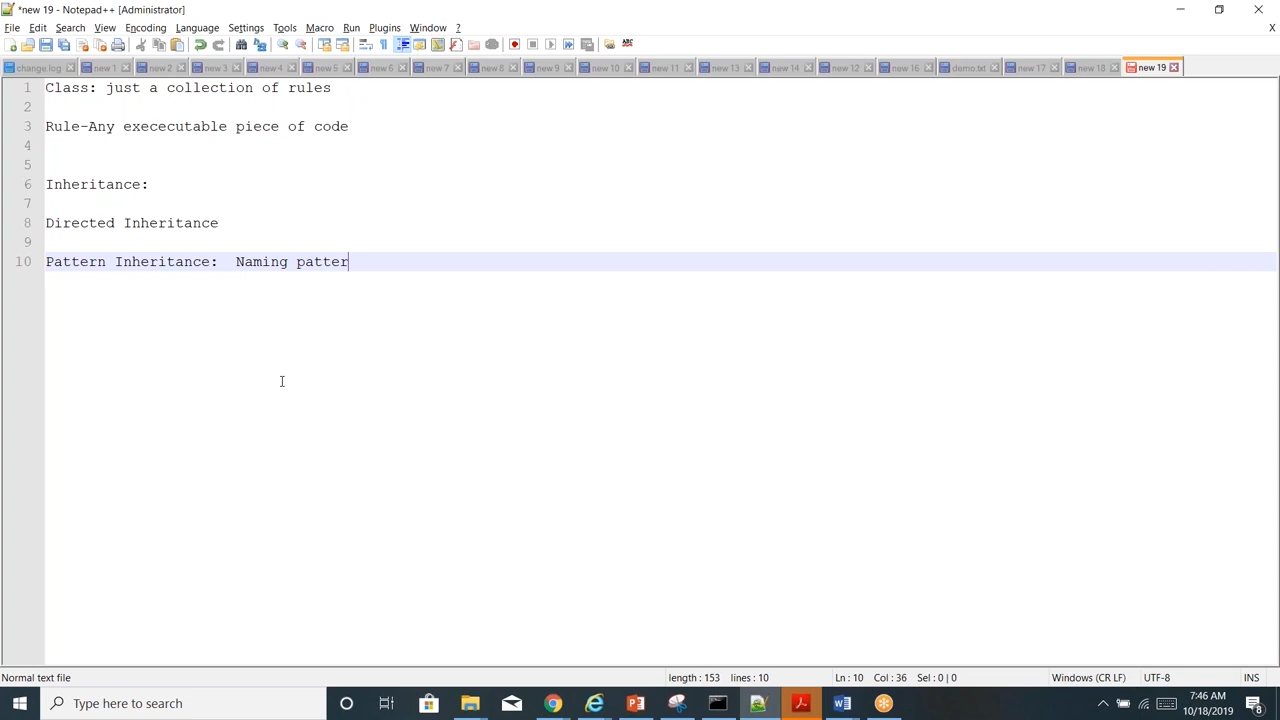 *new 19 - Notepad++ [Administrator]
File Edit Search View Encoding Language Settings Tools Macro Run Plugins Window ? X
change.log new 1 new 2 new 3 new 4 new 5 new 6 new 7 new 8 new 9 new 10 new 11 new 13 new 14 new 12 new 16 demo.txt new 17 new 18 new 19
1 Class: just a collection of rules
2
3 Rule-Any exececutable piece of code
4
5
6 Inheritance:
7
8 Directed Inheritance
9
10 Pattern Inheritance:  Naming patter
Normal text file length : 153 lines : 10 Ln : 10 Col : 36 Sel : 0 | 0 Windows (CR LF) UTF-8 INS
Type here to search
7:46 AM
10/18/2019
8